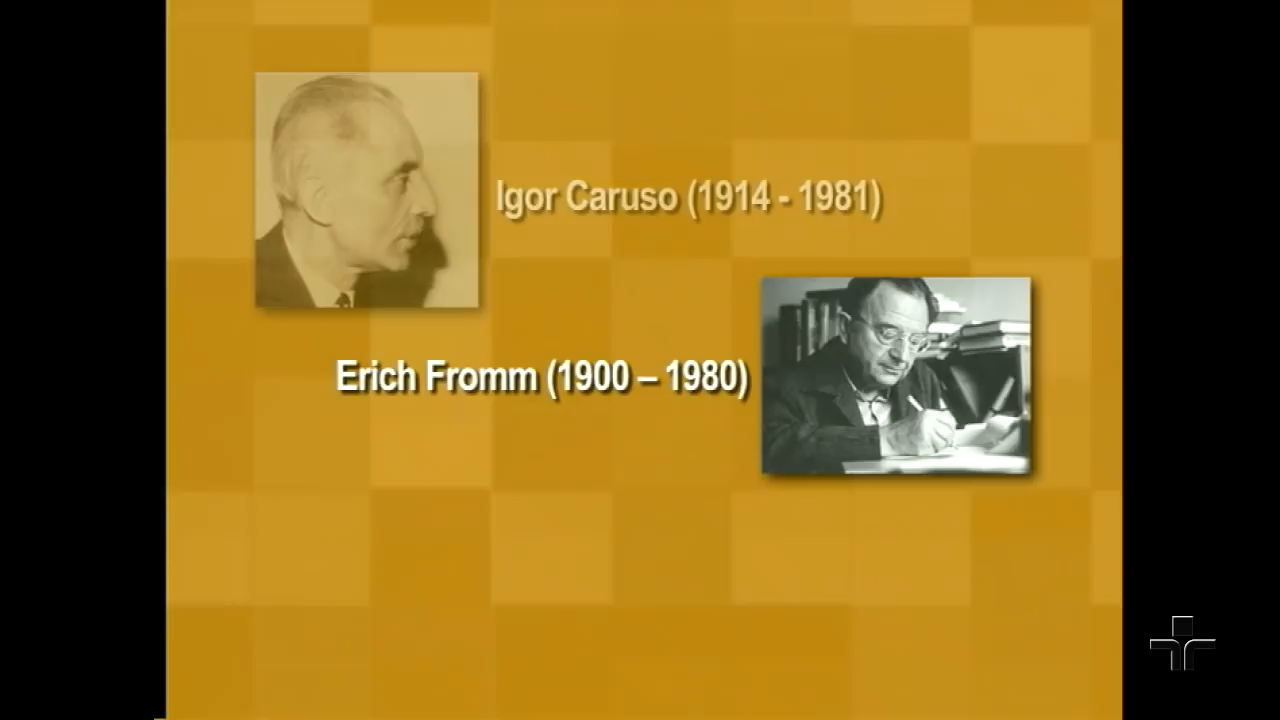 Igor Caruso (1914 - 1981)
Erich Fromm (1900 – 1980)